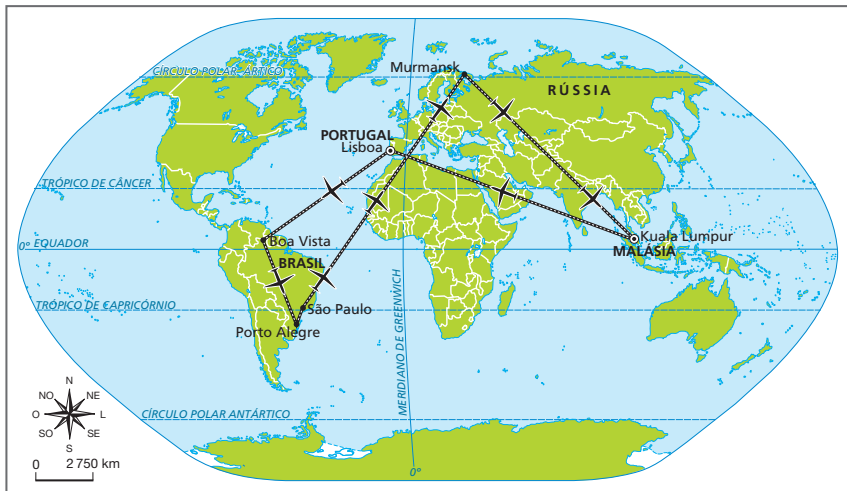 Murmansk
CÍRCULO POLAR ÁRTICO
RÚSSIA
PORTUGAL
Lisboa
TRÓPICO DE CÂNCER
0° EQUADOR
Boa Vista
Kuala Lumpur
MALÁSIA
BRASIL
TRÓPICO DE CAPRICÓRNIO
São Paulo
Porto Alegre
MERIDIANO DE GREENWICH
N
NO NE
O L
SO SE
S
CÍRCULO POLAR ANTÁRTICO
0 2 750 km
0°